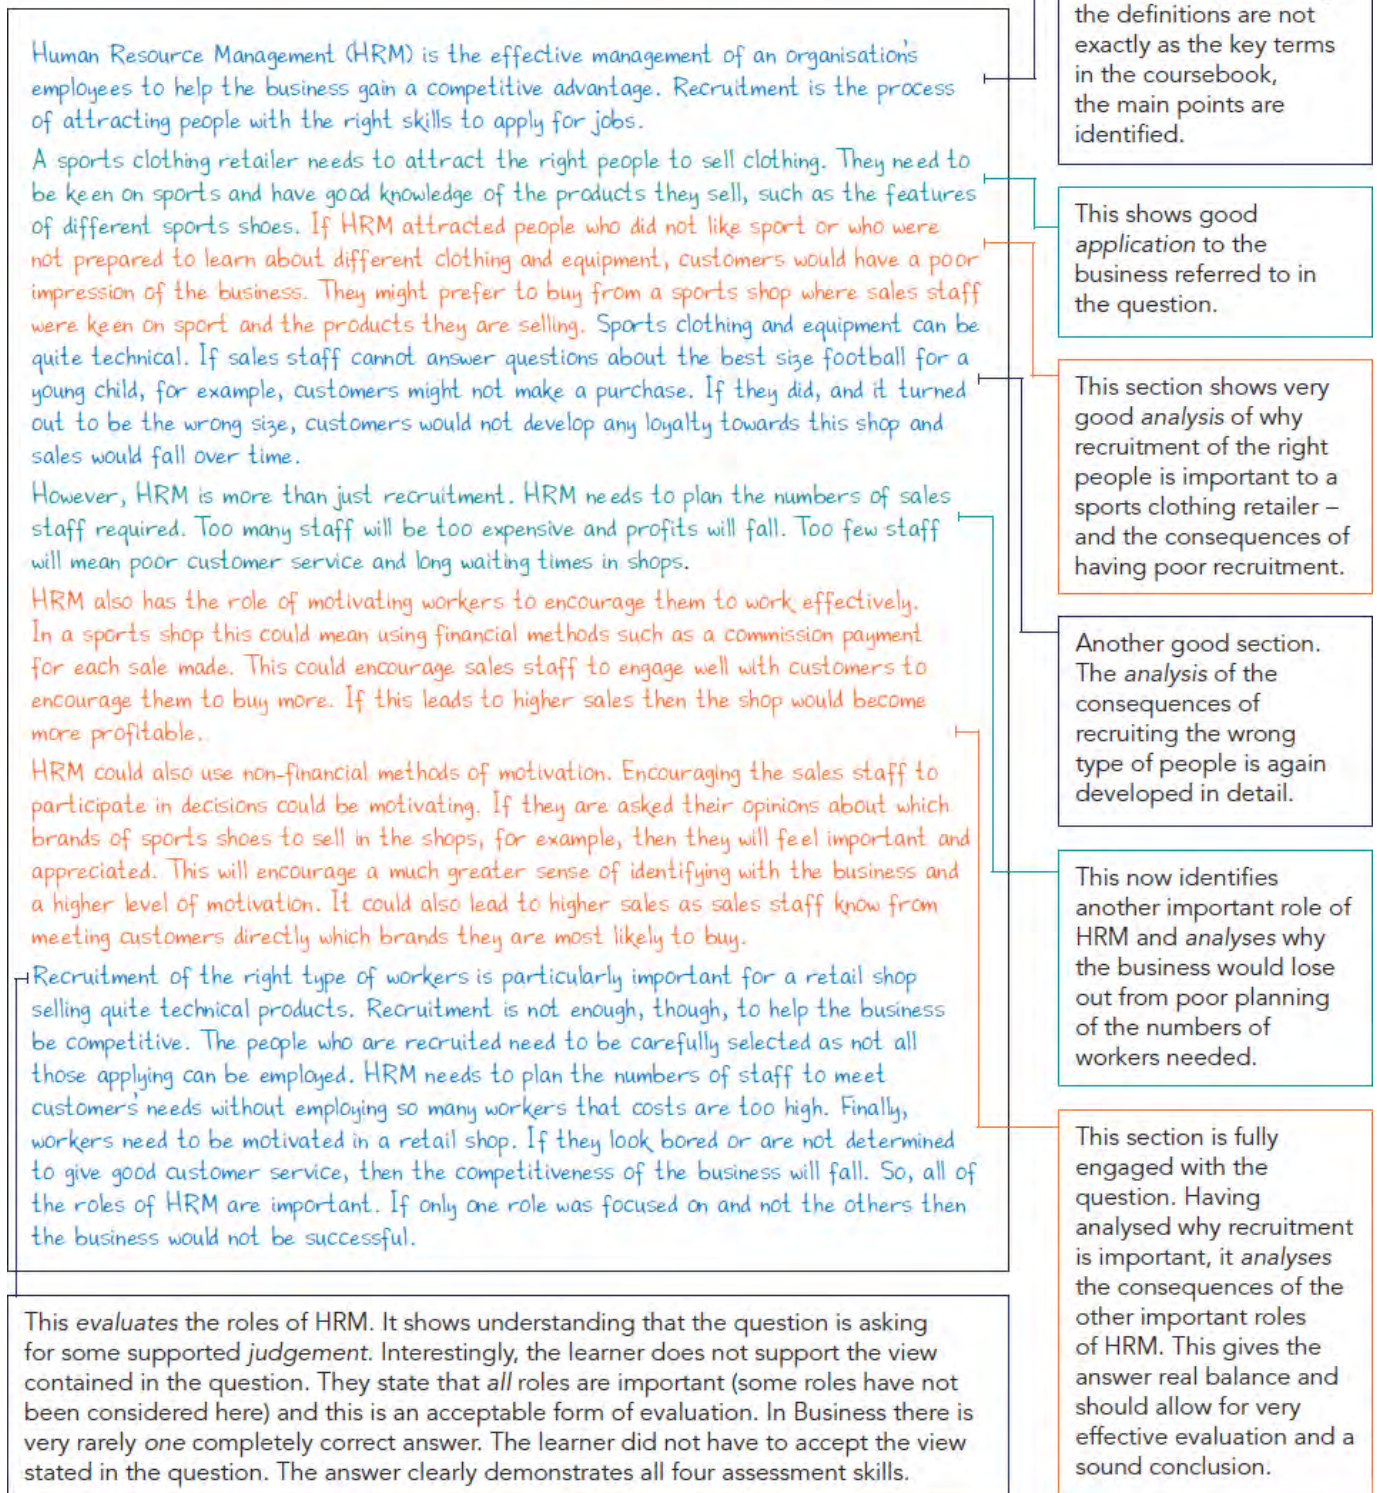 Human Resource Management (HRM) is the effective management of an organisation's
employees to help the business gain a competitive advantage. Recruitment is the process
of attracting people with the right skills to apply for jobs.
A sports clothing retailer needs to attract the right people to sell clothing. They need to
be keen on sports and have good knowledge of the products they sell, such as the features
of different sports shoes. If HRM attracted people who did not like sport or who were
not prepared to learn about different clothing and equipment, customers would have a poor
impression of the business. They might prefer to buy from a sports shop where sales staff
were keen on sport and the products they are selling. Sports clothing and equipment can be
quite technical. If sales staff cannot answer questions about the best size football for a
young child, for example, customers might not make a purchase. If they did, and it turned
out to be the wrong size, customers would not develop any loyalty towards this shop and
sales would fall over time.
However, HRM is more than just recruitment. HRM needs to plan the numbers of sales
staff required. Too many staff will be too expensive and profits will fall. Too few staff
will mean poor customer service and long waiting times in shops.
HRM also has the role of motivating workers to encourage them to work effectively.
In a sports shop this could mean using financial methods such as a commission payment
for each sale made. This could encourage sales staff to engage well with customers to
encourage them to buy more. If this leads to higher sales then the shop would become
more profitable.
HRM could also use non-financial methods of motivation. Encouraging the sales staff to
participate in decisions could be motivating. If they are asked their opinions about which
brands of sports shoes to sell in the shops, for example, then they will feel important and
appreciated. This will encourage a much greater sense of identifying with the business and
a higher level of motivation. It could also lead to higher sales as sales staff know from
meeting customers directly which brands they are most likely to buy.
Recruitment of the right type of workers is particularly important for a retail shop
selling quite technical products. Recruitment is not enough, though, to help the business
be competitive. The people who are recruited need to be carefully selected as not all
those applying can be employed. HRM needs to plan the numbers of staff to meet
customer's needs without employing so many workers that costs are too high. Finally,
workers need to be motivated in a retail shop. If they look bored or are not determined
to give good customer service, then the competitiveness of the business will fall. So, all of
the roles of HRM are important. If only one role was focused on and not the others then
the business would not be successful.
This evaluates the roles of HRM. It shows understanding that the question is asking
for some supported judgement. Interestingly, the learner does not support the view
contained in the question. They state that all roles are important (some roles have not
been considered here) and this is an acceptable form of evaluation. In Business there is
very rarely one completely correct answer. The learner did not have to accept the view
stated in the question. The answer clearly demonstrates all four assessment skills.
the definitions are not
exactly as the key terms
in the coursebook,
the main points are
identified.
This shows good
application to the
business referred to in
the question.
This section shows very
good analysis of why
recruitment of the right
people is important to a
sports clothing retailer –
and the consequences of
having poor recruitment.
Another good section.
The analysis of the
consequences of
recruiting the wrong
type of people is again
developed in detail.
This now identifies
another important role of
HRM and analyses why
the business would lose
out from poor planning
of the numbers of
workers needed.
This section is fully
engaged with the
question. Having
analysed why recruitment
is important, it analyses
the consequences of the
other important roles
of HRM. This gives the
answer real balance and
should allow for very
effective evaluation and a
sound conclusion.